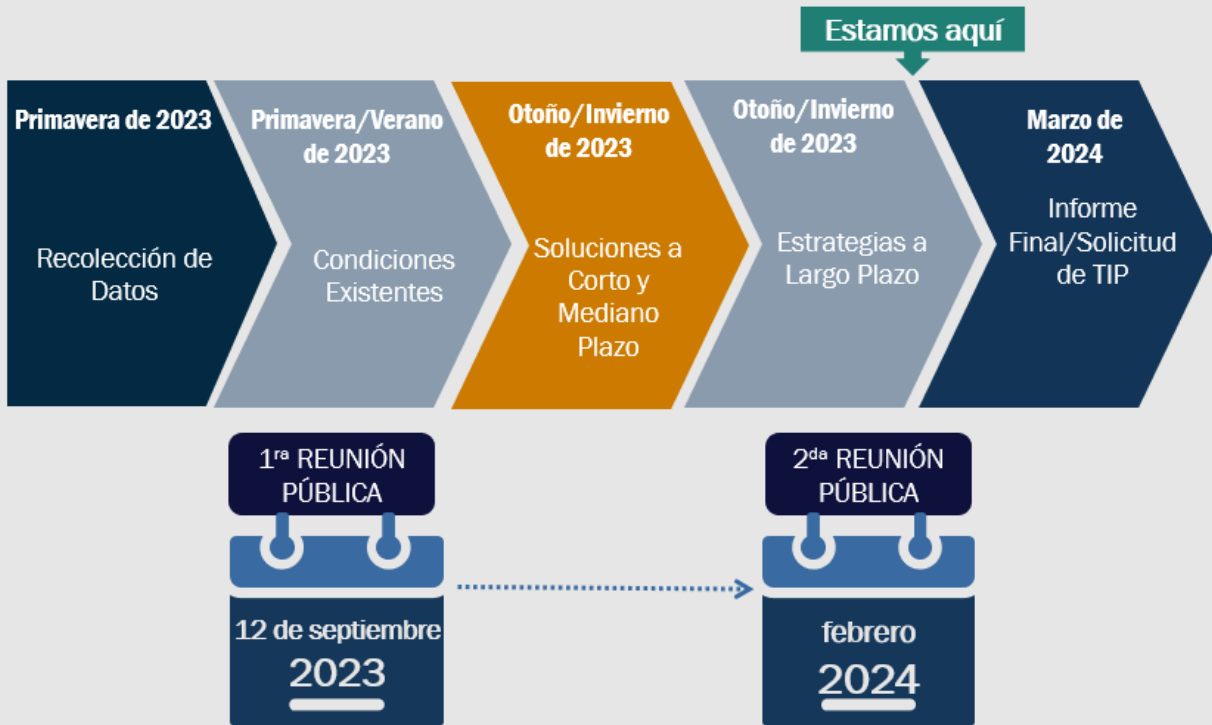 Estamos aquí
Primavera de 2023
Recolección de
Datos
Primavera/Verano
de 2023
Condiciones
Existentes
Otoño/Invierno
de 2023
Soluciones a
Corto y
Mediano
Plazo
Otoño/Invierno
de 2023
Estrategias a
Largo Plazo
Marzo de
2024
Informe
Final/Solicitud
de TIP
1ra REUNIÓN
PÚBLICA
12 de septiembre
2023
2da REUNIÓN
PÚBLICA
febrero
2024